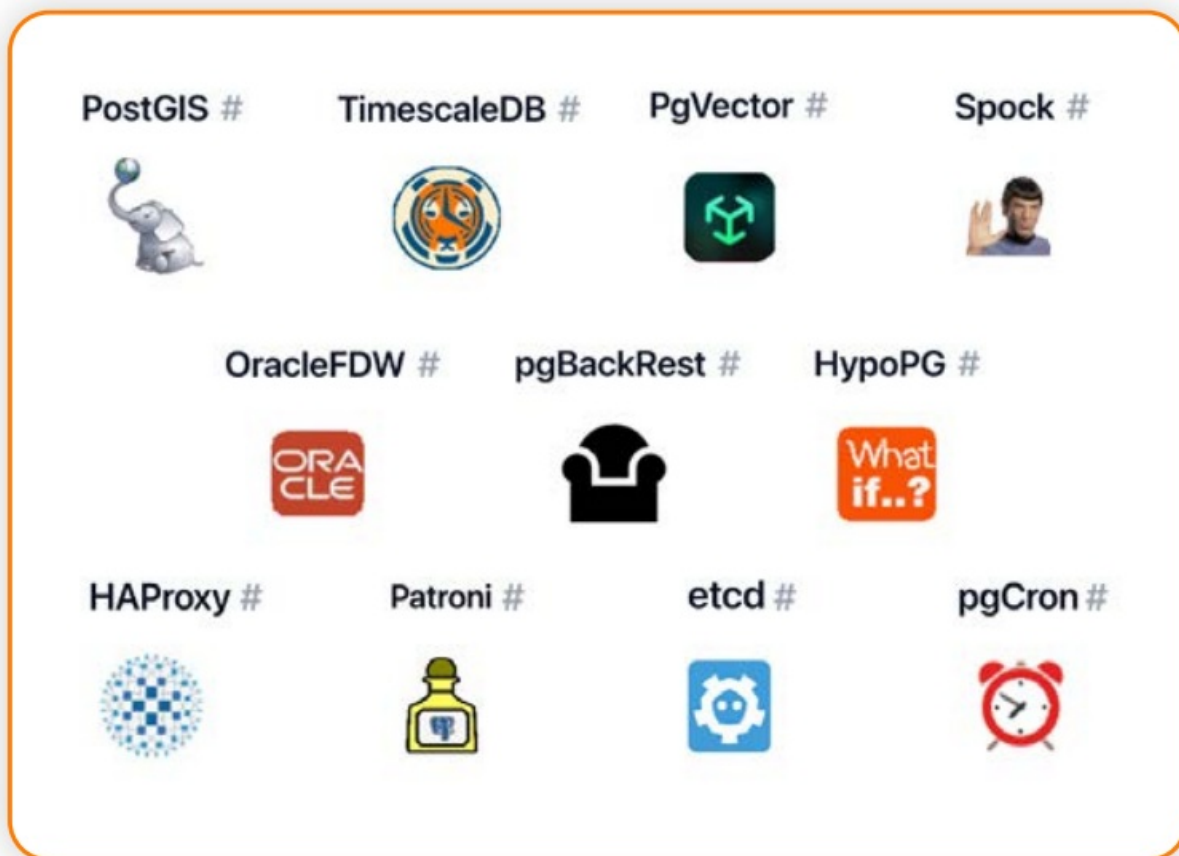 PostGIS #
TimescaleDB #
PgVector #
Spock #
OracleFDW #
pgBackRest #
HypoPG #
ORA
CLE
What
if..?
HAProxy #
Patroni #
etcd #
pgCron #